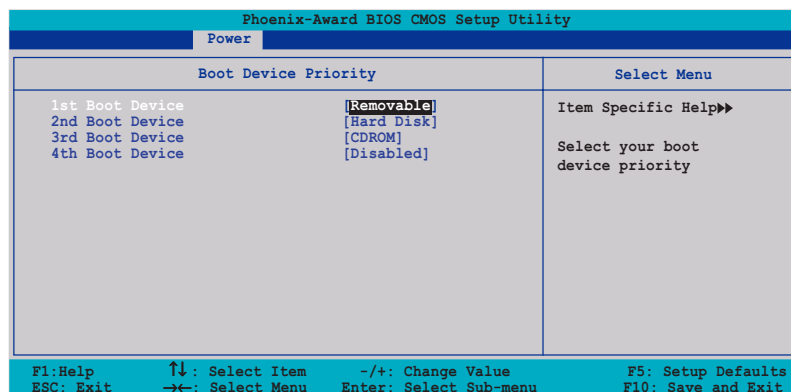 Phoenix-Award BIOS CMOS Setup Utility
Power
Boot Device Priority
Select Menu
1st Boot Device [Removable]
2nd Boot Device [Hard Disk]
3rd Boot Device [CDROM]
4th Boot Device [Disabled]
Item Specific Help▶▶
Select your boot
device priority
F1:Help ↑↓ : Select Item -/+: Change Value F5: Setup Defaults
ESC: Exit →←: Select Menu Enter: Select Sub-menu F10: Save and Exit